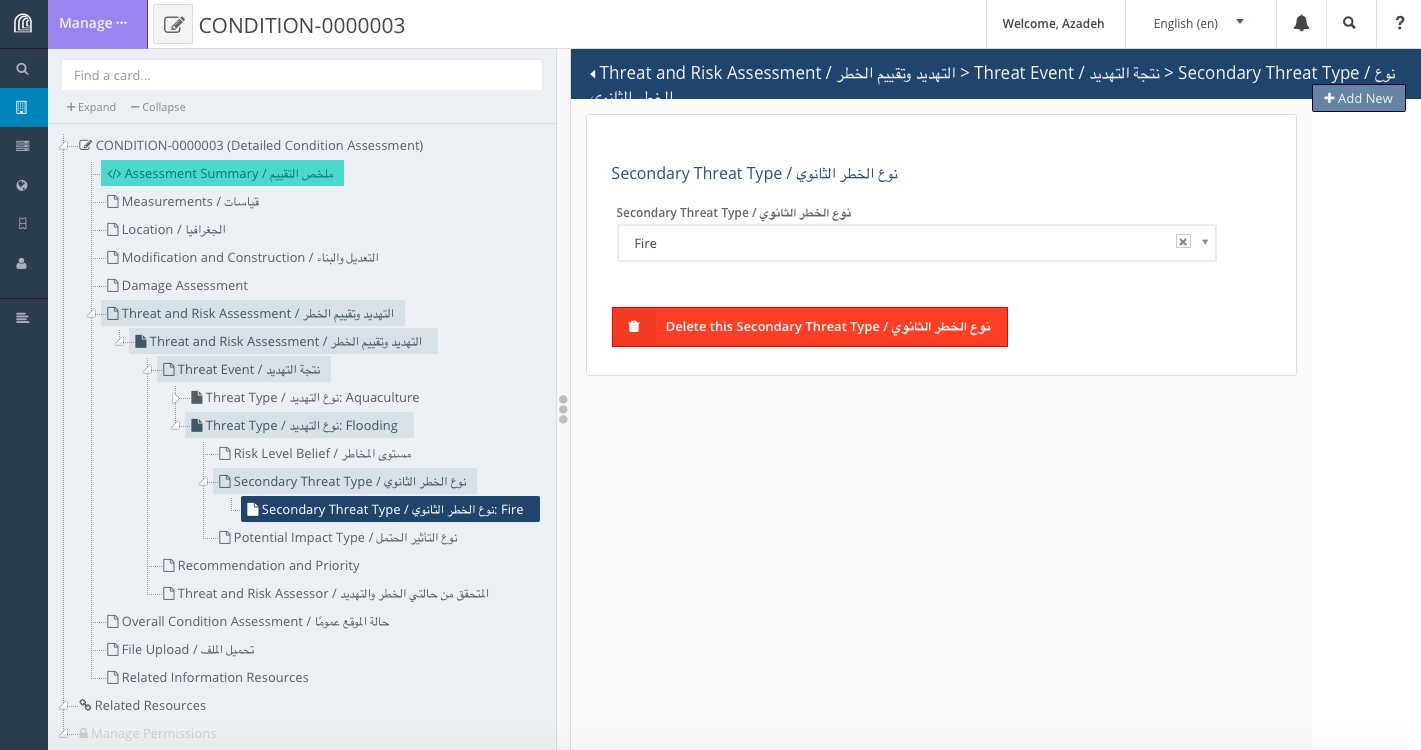 Manage ···
CONDITION-0000003
Welcome, Azadeh
English (en)
?
Find a card...
+ Expand − Collapse
CONDITION-0000003 (Detailed Condition Assessment)
</> Assessment Summary / ملخص التقييم
Measurements / قياسات
Location / الجغرافيا
Modification and Construction / التعديل والبناء
Damage Assessment
Threat and Risk Assessment / التهديد وتقييم الخطر
Threat and Risk Assessment / التهديد وتقييم الخطر
Threat Event / نتجة التهديد
Threat Type / نوع التهديد: Aquaculture
Threat Type / نوع التهديد: Flooding
Risk Level Belief / مستوى المخاطر
Secondary Threat Type / نوع الخطر الثانوي
Secondary Threat Type / نوع الخطر الثانوي: Fire
Potential Impact Type / نوع التأثير الحتمل
Recommendation and Priority
Threat and Risk Assessor / المتحقق من حالتي الخطر والتهديد
Overall Condition Assessment / حالة الموقع عمومًا
File Upload / تحميل الملف
Related Information Resources
Related Resources
Manage Permissions
Threat and Risk Assessment / التهديد وتقييم الخطر > Threat Event / نتجة التهديد > Secondary Threat Type / نوع
الخطر الثانوي
+ Add New
Secondary Threat Type / نوع الخطر الثانوي
Secondary Threat Type / نوع الخطر الثانوي
Fire
Delete this Secondary Threat Type / نوع الخطر الثانوي